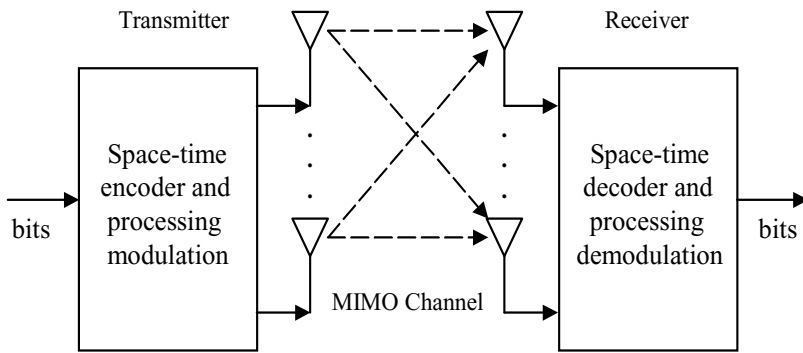 Transmitter
Receiver
Space-time
encoder and
processing
modulation
Space-time
decoder and
processing
demodulation
bits
bits
MIMO Channel